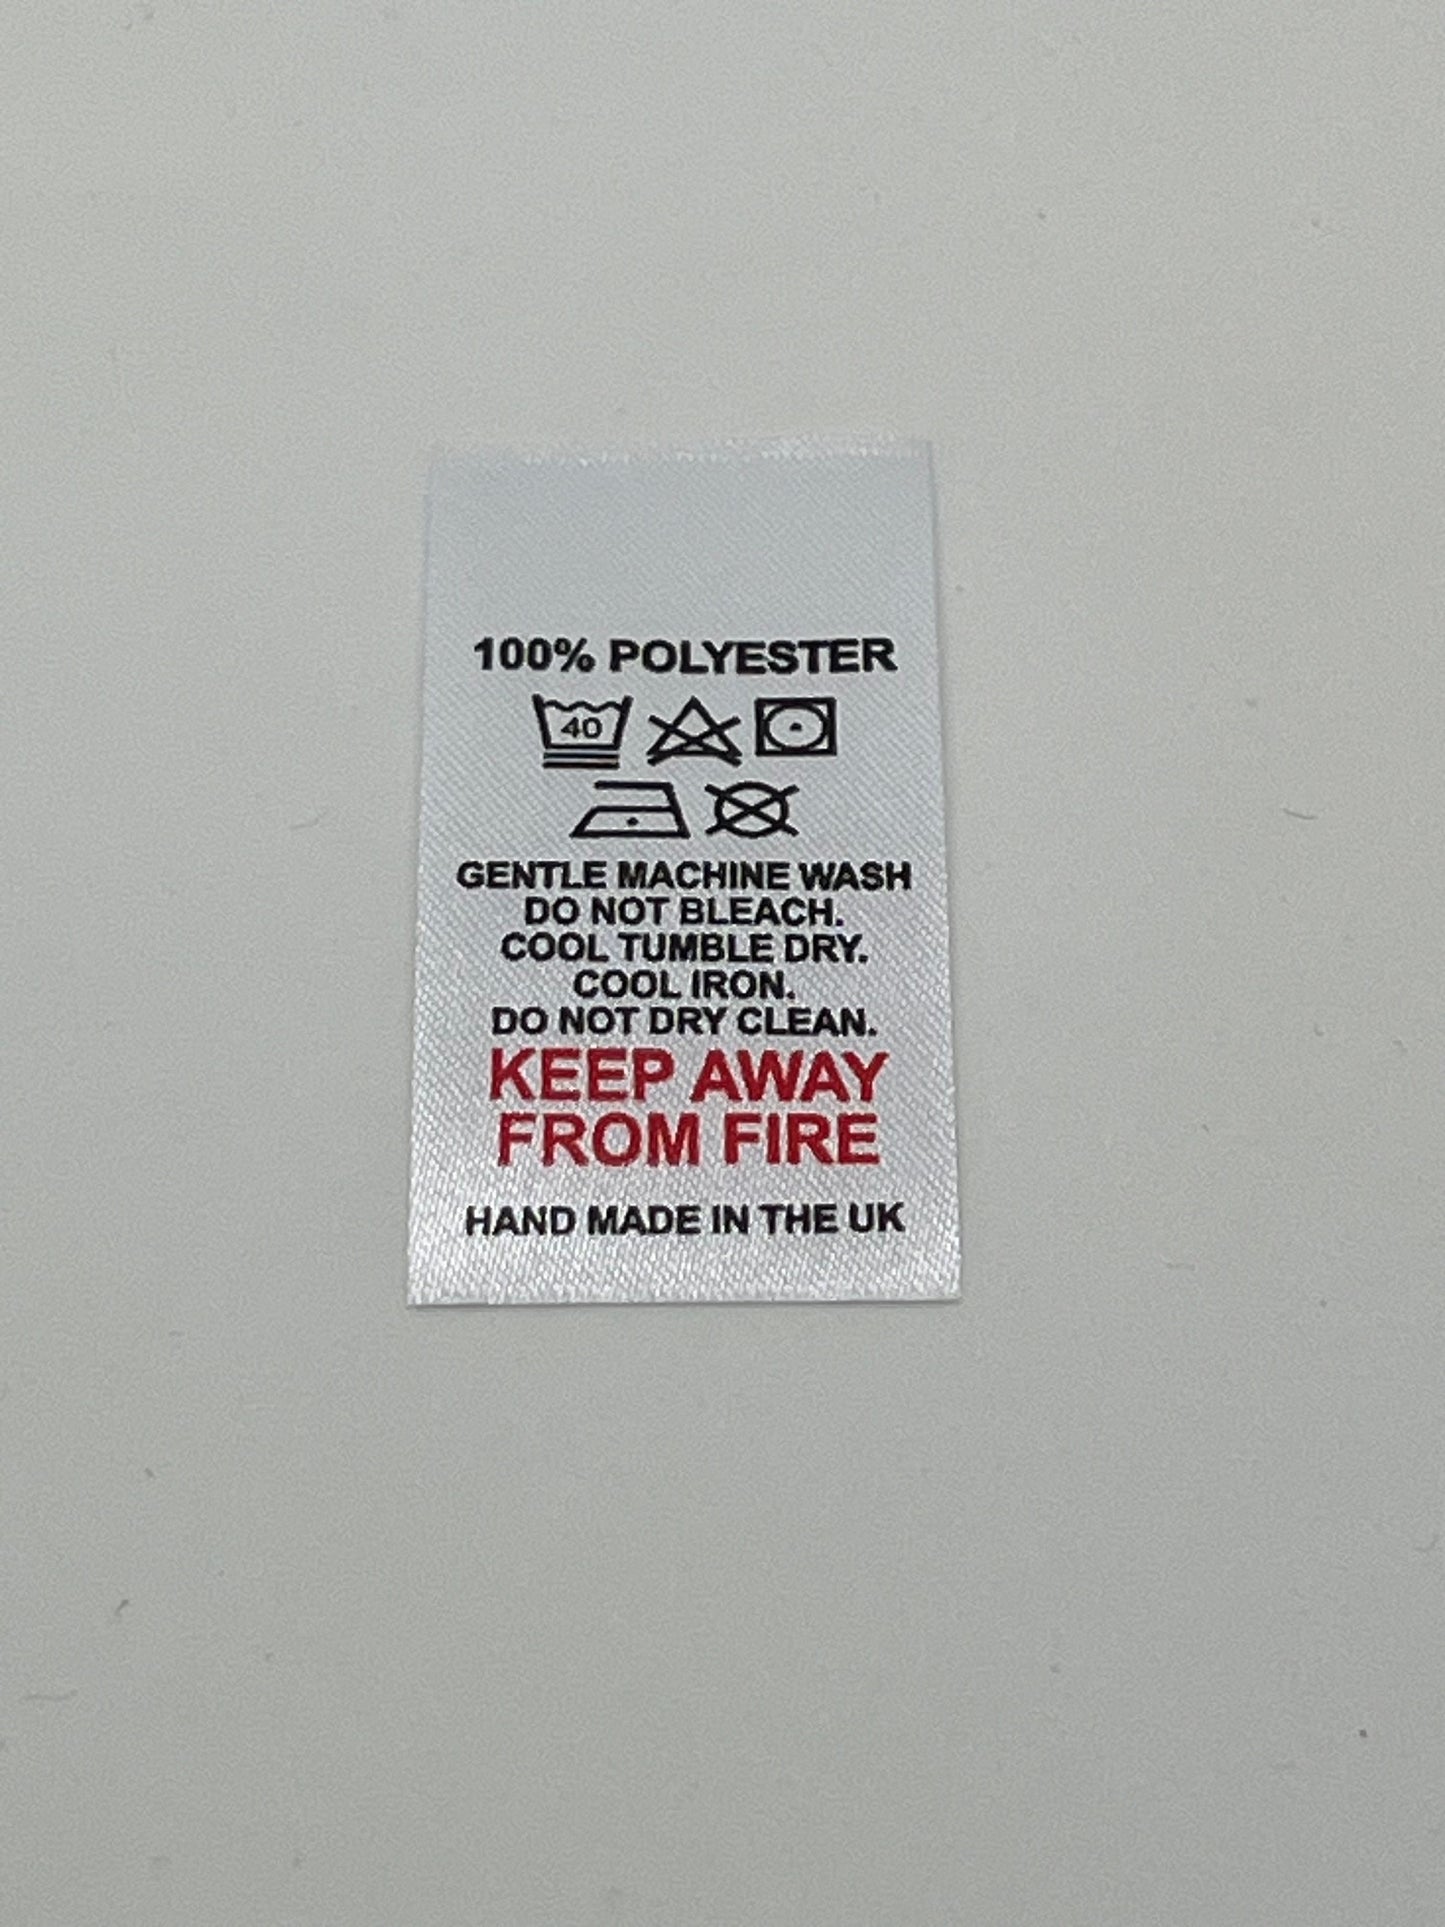 100% POLYESTER
40
GENTLE MACHINE WASH
DO NOT BLEACH.
COOL TUMBLE DRY.
COOL IRON.
DO NOT DRY CLEAN.
KEEP AWAY
FROM FIRE
HAND MADE IN THE UK